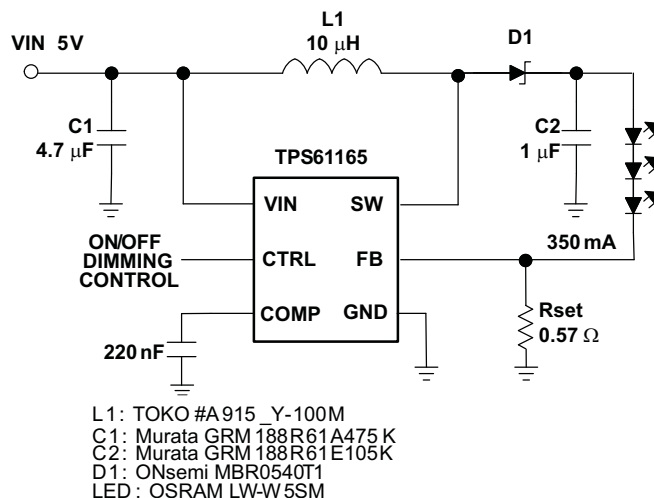 L1
10 μH
VIN 5V
D1
C1
4.7 μF
C2
1 μF
TPS61165
VIN SW
ON/OFF
DIMMING
CONTROL
CTRL FB
350 mA
COMP GND
220 nF
Rset
0.57 Ω
L1: TOKO #A915_Y-100M
C1: Murata GRM188R61A475K
C2: Murata GRM188R61E105K
D1: ONsemi MBR0540T1
LED: OSRAM LW-W5SM